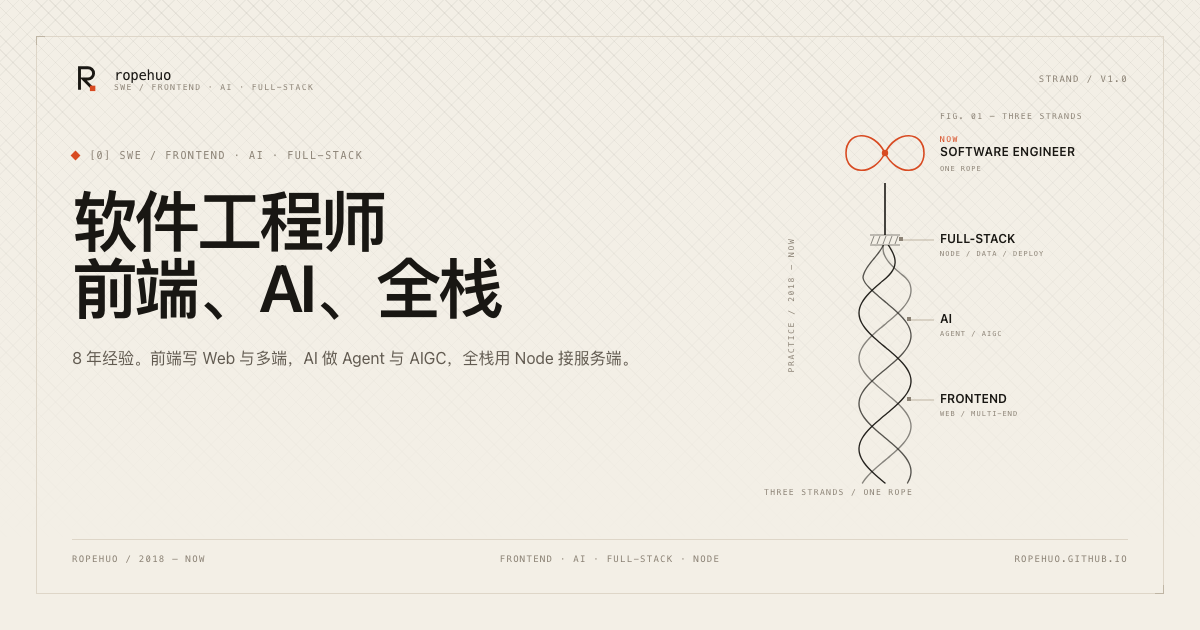 ropehuo
SWE / FRONTEND · AI · FULL-STACK
STRAND / V1.0
[0] SWE / FRONTEND · AI · FULL-STACK
软件工程师
前端、AI、全栈
8 年经验。前端写 Web 与多端，AI 做 Agent 与 AIGC，全栈用 Node 接服务端。
FIG. 01 — THREE STRANDS
NOW
SOFTWARE ENGINEER
ONE ROPE
FULL-STACK
NODE / DATA / DEPLOY
AI
AGENT / AIGC
FRONTEND
WEB / MULTI-END
PRACTICE / 2018 — NOW
THREE STRANDS / ONE ROPE
ROPEHUO / 2018 — NOW
FRONTEND · AI · FULL-STACK · NODE
ROPEHUO.GITHUB.IO